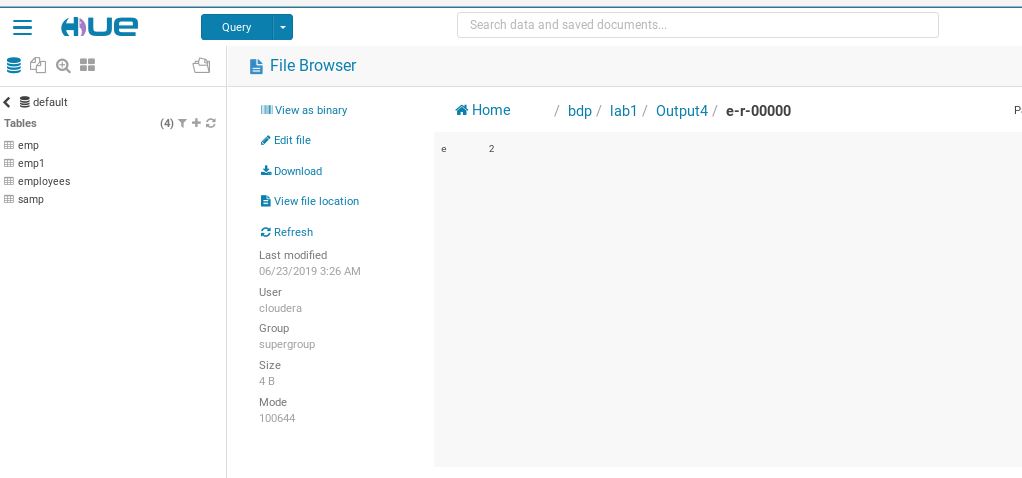 HUE
Query
Search data and saved documents...
File Browser
default
Tables (4)
emp
emp1
employees
samp
View as binary
Edit file
Download
View file location
Refresh
Last modified
06/23/2019 3:26 AM
User
cloudera
Group
supergroup
Size
4 B
Mode
100644
Home / bdp / lab1 / Output4 / e-r-00000
e 2